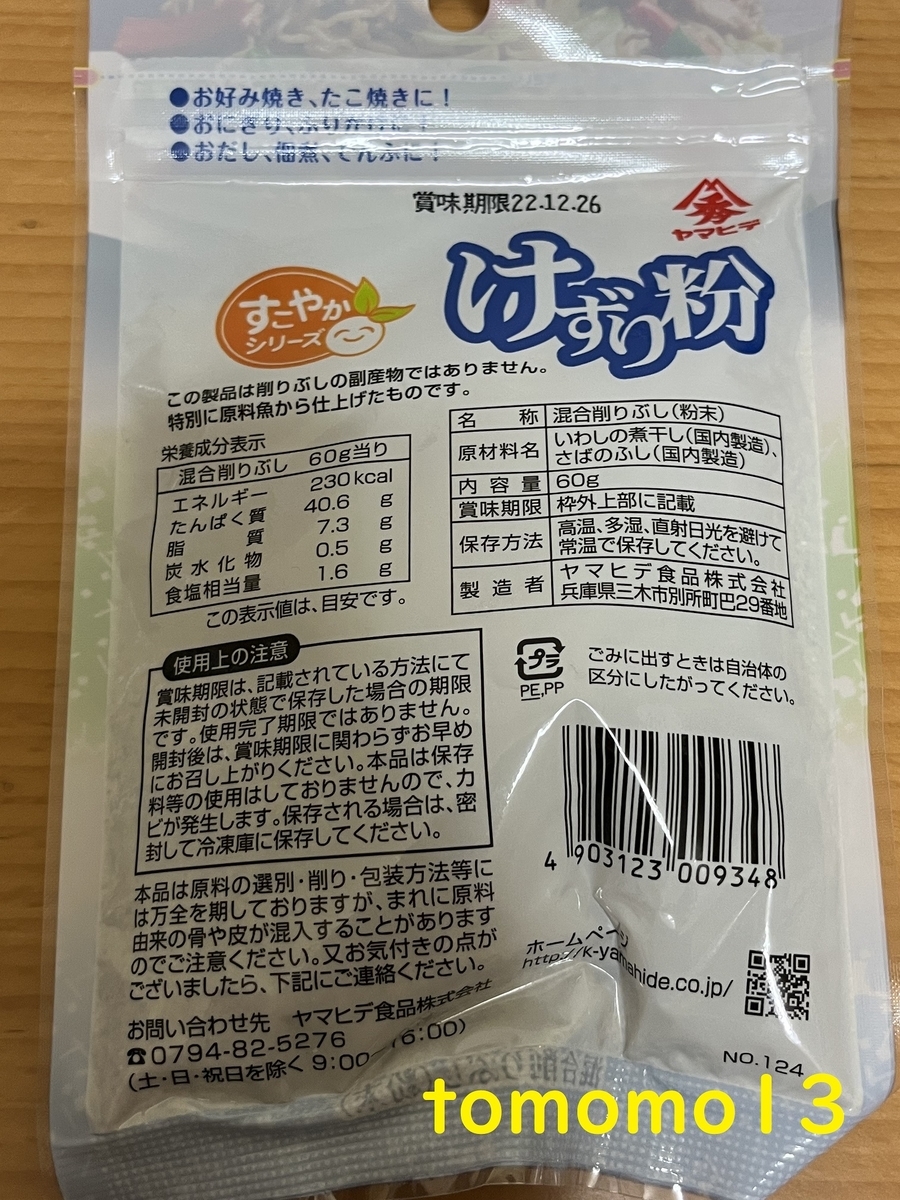 ●お好み焼き、たこ焼きに！
●おにぎり、ふりかけに！
●おだし、佃煮、でんぶに！
賞味期限22.12.26
ヤマヒデ
けずり粉
すこやか
シリーズ
この製品は削りぶしの副産物ではありません。
特別に原料魚から仕上げたものです。
栄養成分表示
混合削りぶし 60g当り
エネルギー 230kcal
たんぱく質 40.6 g
脂質 7.3 g
炭水化物 0.5 g
食塩相当量 1.6 g
この表示値は、目安です。
名称 混合削りぶし(粉末)
原材料名 いわしの煮干し(国内製造)、
さばのふし(国内製造)
内容量 60g
賞味期限 枠外上部に記載
保存方法 高温、多湿、直射日光を避けて
常温で保存してください。
製造者 ヤマヒデ食品株式会社
兵庫県三木市別所町巴29番地
使用上の注意
賞味期限は、記載されている方法にて
未開封の状態で保存した場合の期限
です。使用完了期限ではありません。
開封後は、賞味期限に関わらずお早め
にお召し上がりください。本品は保存
料等の使用はしておりませんので、カ
ビが発生します。保存される場合は、密
封して冷凍庫に保存してください。
プラ
PE,PP
ごみに出すときは自治体の
区分にしたがってください。
4 903123 009348
本品は原料の選別・削り・包装方法等に
は万全を期しておりますが、まれに原料
由来の骨や皮が混入することがあります
のでご注意ください。又お気付きの点が
ございましたら、下記にご連絡ください。
お問い合わせ先 ヤマヒデ食品株式会社
☎0794-82-5276
(土・日・祝日を除く 9:00～16:00)
ホームページ
http://k-yamahide.co.jp/
NO.124
tomomo13